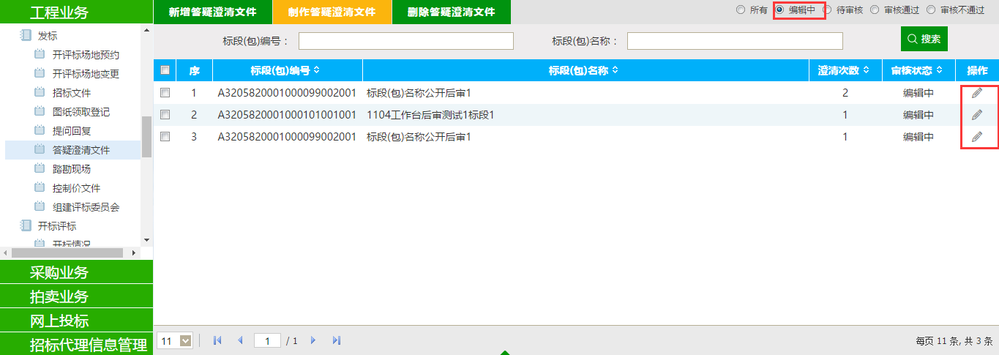 工程业务
发标
开评标场地预约
开评标场地变更
招标文件
图纸领取登记
提问回复
答疑澄清文件
踏勘现场
控制价文件
组建评标委员会
开标评标
开标情况
采购业务
拍卖业务
网上投标
招标代理信息管理
新增答疑澄清文件 制作答疑澄清文件 删除答疑澄清文件
所有 编辑中 待审核 审核通过 审核不通过
标段(包)编号： 标段(包)名称： 搜索
序 标段(包)编号 标段(包)名称 澄清次数 审核状态 操作
1 A3205820001000099002001 标段(包)名称公开后审1 2 编辑中
2 A3205820001000101001001 1104工作台后审测试1标段1 1 编辑中
3 A3205820001000099002001 标段(包)名称公开后审1 1 编辑中
11 1 / 1 每页 11 条, 共 3 条